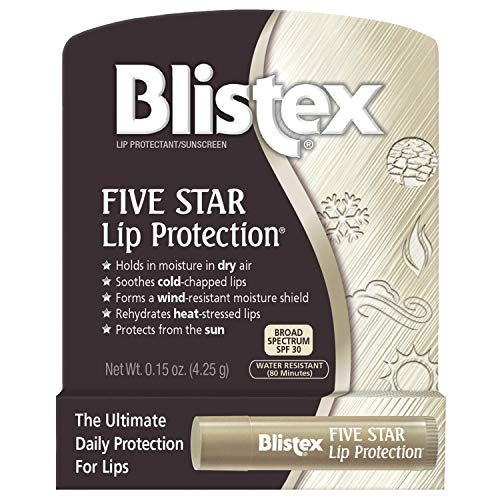 Blistex
LIP PROTECTANT/SUNSCREEN
FIVE STAR
Lip Protection®
★ Holds in moisture in dry air
★ Soothes cold-chapped lips
★ Forms a wind-resistant moisture shield
★ Rehydrates heat-stressed lips
★ Protects from the sun
BROAD
SPECTRUM
SPF 30
WATER RESISTANT
(80 Minutes)
Net Wt. 0.15 oz. (4.25 g)
The Ultimate
Daily Protection
For Lips
Blistex
FIVE STAR
Lip Protection®